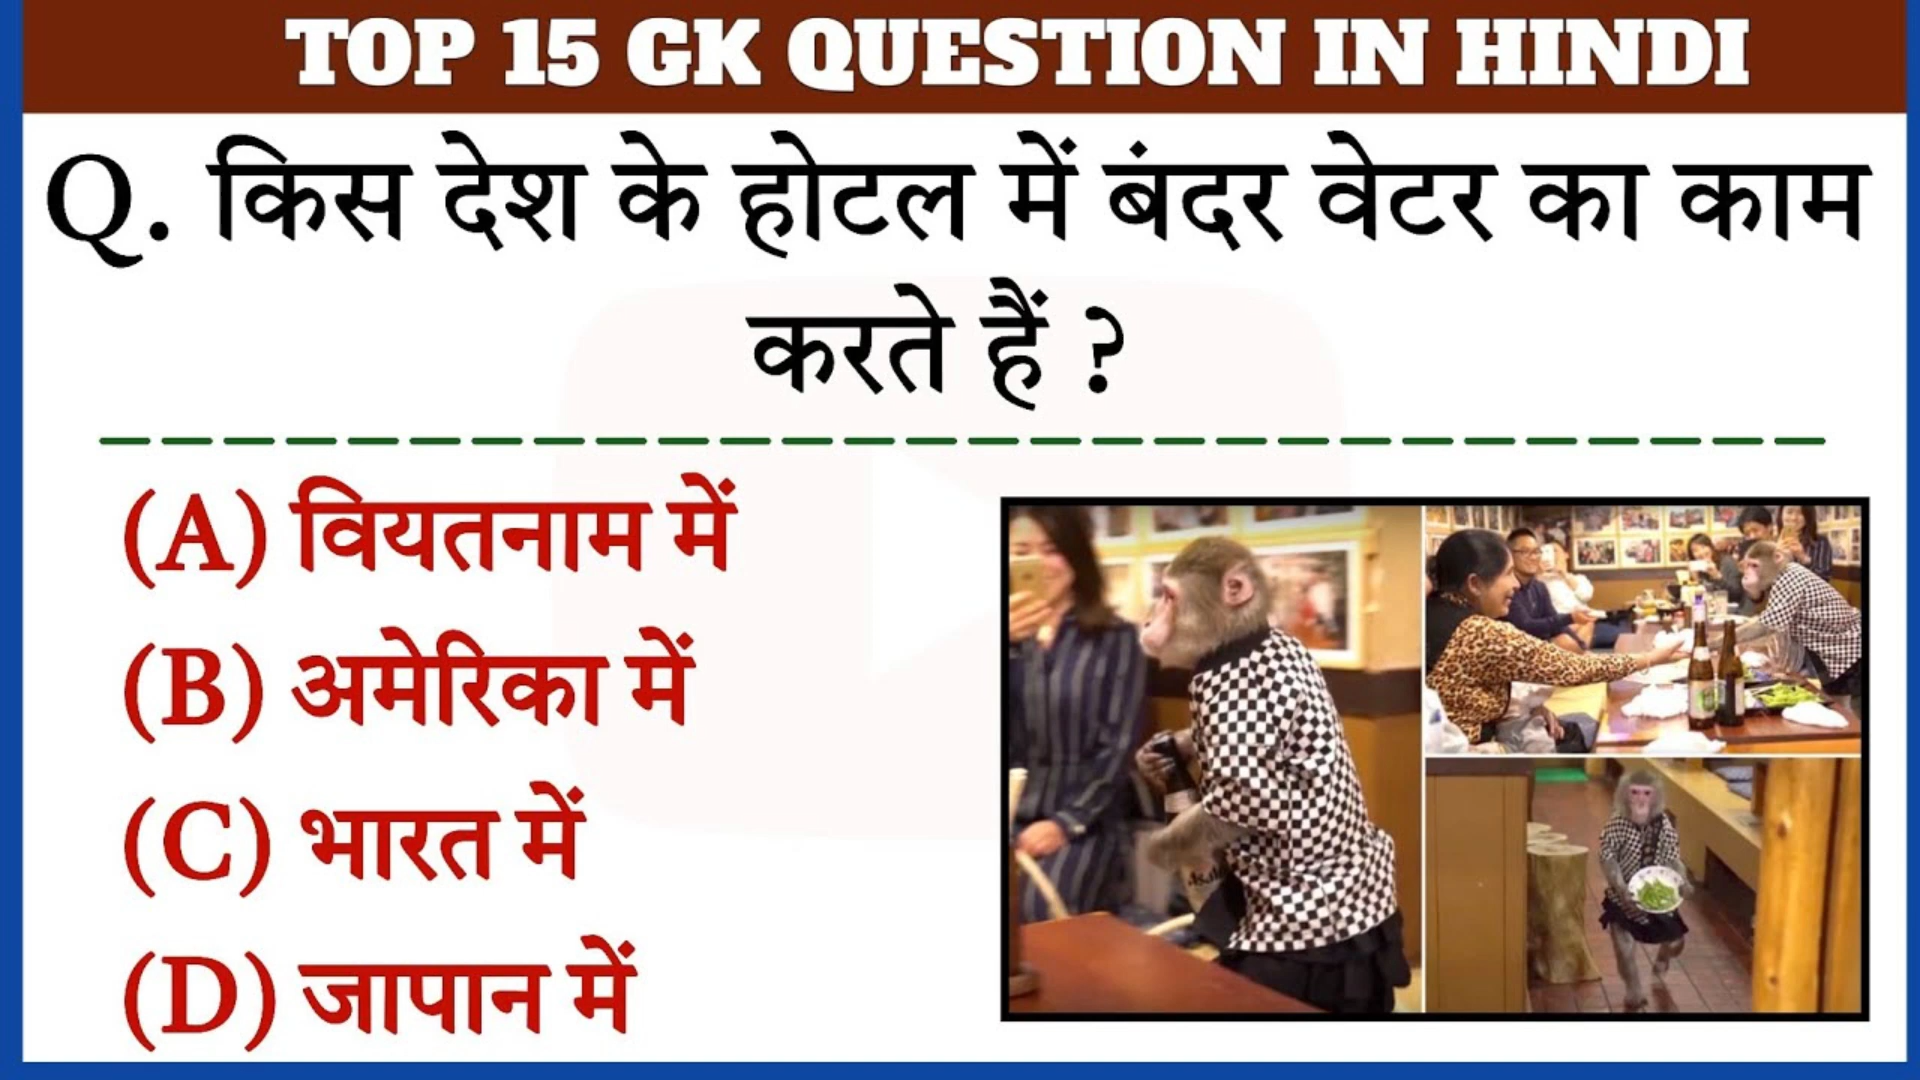 TOP 15 GK QUESTION IN HINDI
Q. किस देश के होटल में बंदर वेटर का काम
करते हैं ?
(A) वियतनाम में
(B) अमेरिका में
(C) भारत में
(D) जापान में